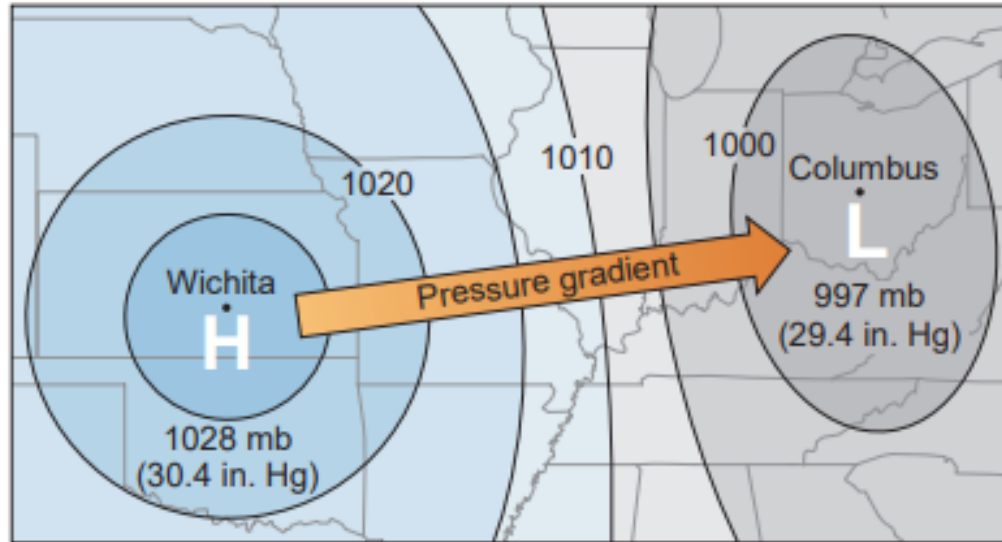 1020
1010
1000
Columbus
L
Wichita
H
Pressure gradient
997 mb
(29.4 in. Hg)
1028 mb
(30.4 in. Hg)